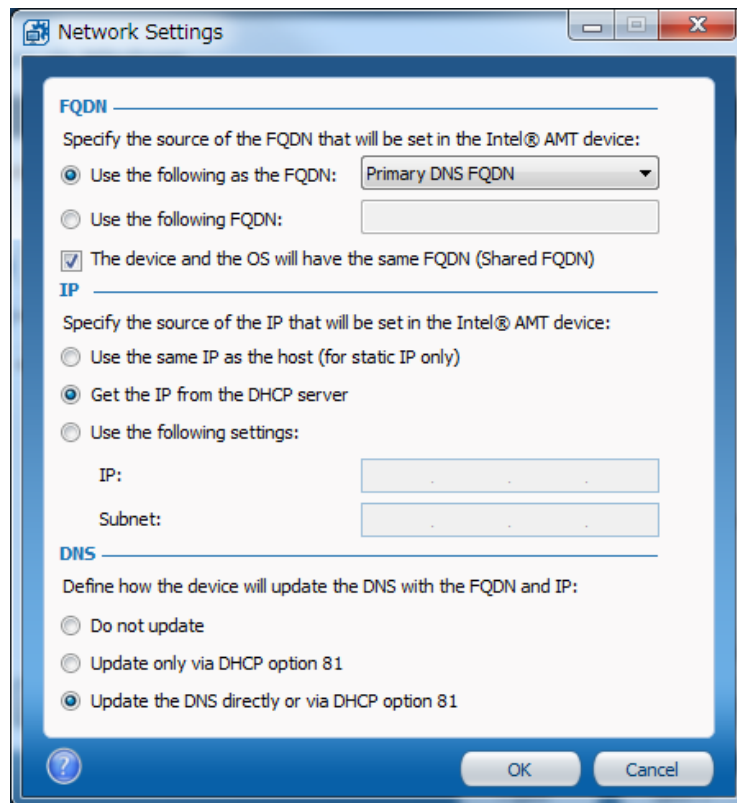 Network Settings
FQDN
Specify the source of the FQDN that will be set in the Intel® AMT device:
Use the following as the FQDN: Primary DNS FQDN
Use the following FQDN:
The device and the OS will have the same FQDN (Shared FQDN)
IP
Specify the source of the IP that will be set in the Intel® AMT device:
Use the same IP as the host (for static IP only)
Get the IP from the DHCP server
Use the following settings:
IP: . . .
Subnet: . . .
DNS
Define how the device will update the DNS with the FQDN and IP:
Do not update
Update only via DHCP option 81
Update the DNS directly or via DHCP option 81
? OK Cancel